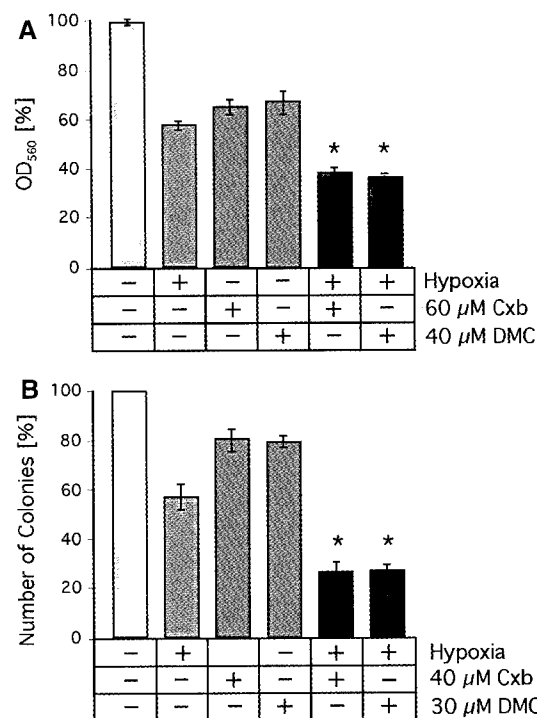 A
OD560 [%]
100
80
60
40
20
0
* *
− + − − + + Hypoxia
− − + − + − 60 µM Cxb
− − − + − + 40 µM DMC
B
Number of Colonies [%]
100
80
60
40
20
0
* *
− + − + + Hypoxia
− − + − + − 40 µM Cxb
− − − + − + 30 µM DMC